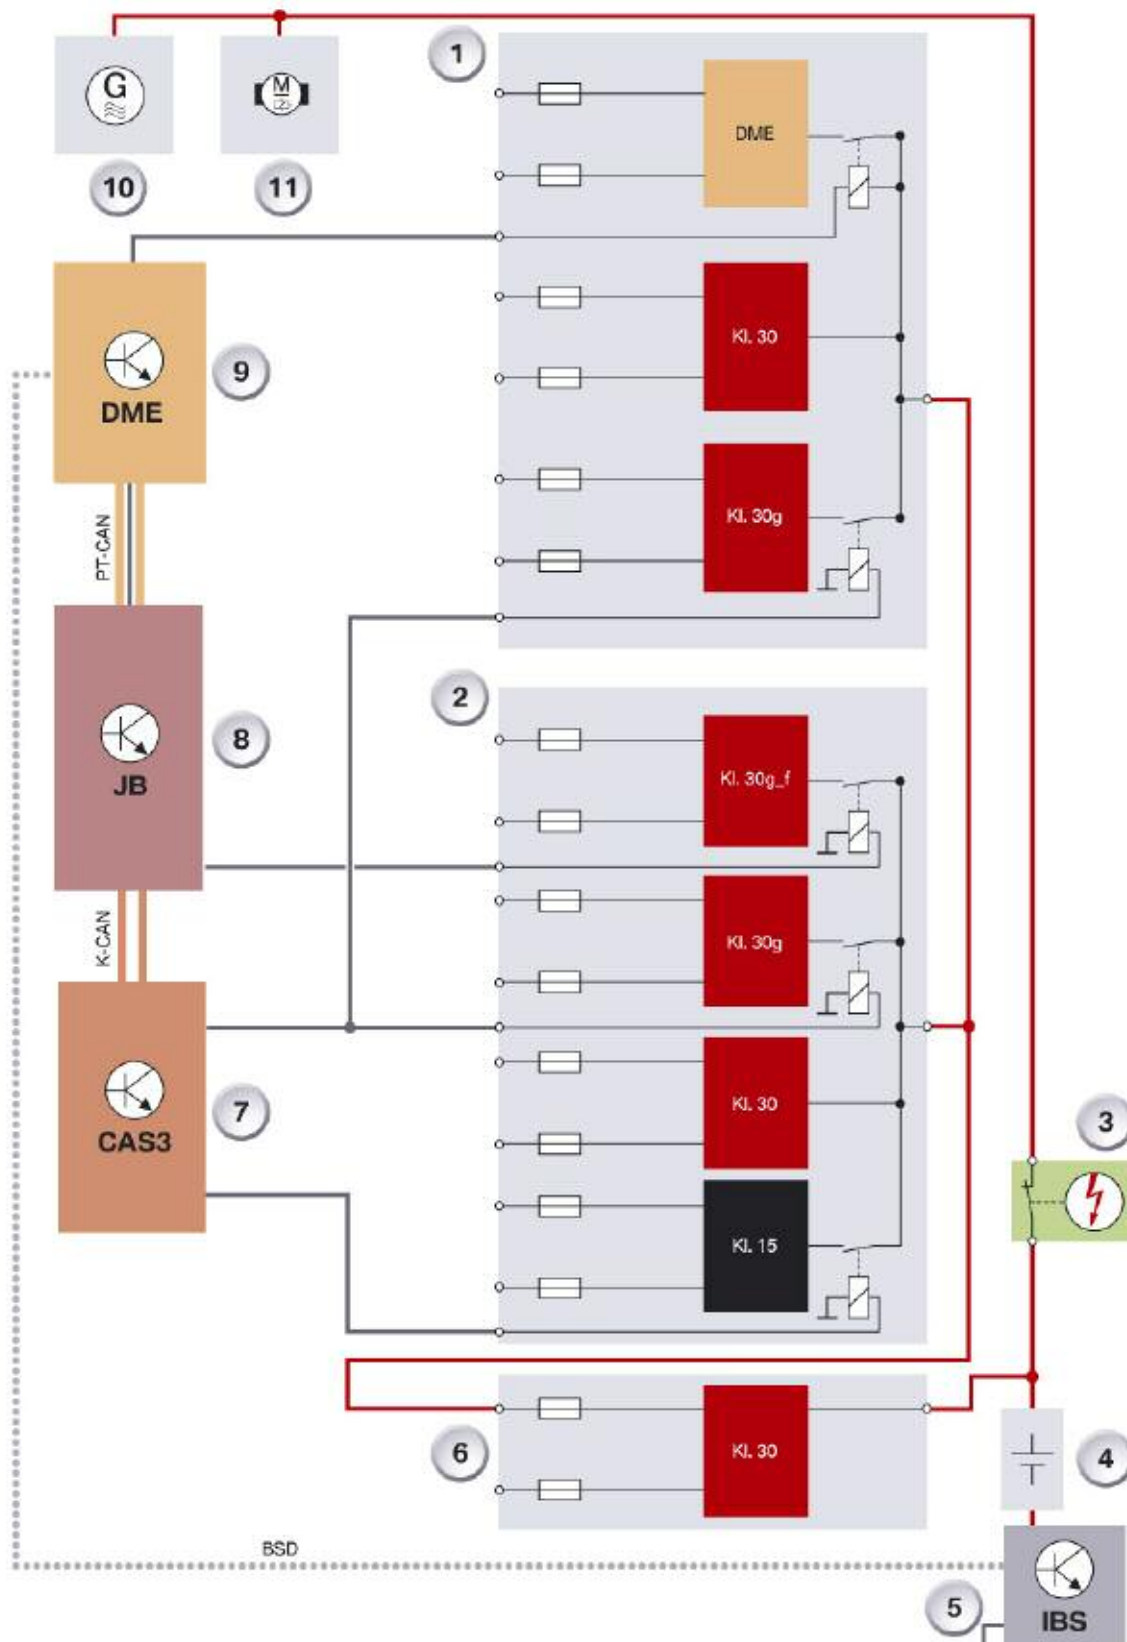 1
G
M
DME
10
11
Kl. 30
9
DME
Kl. 30g
PT-CAN
2
8
Kl. 30g_f
JB
K-CAN
Kl. 30g
7
CAS3
Kl. 30
3
Kl. 15
6
Kl. 30
4
BSD
5
IBS